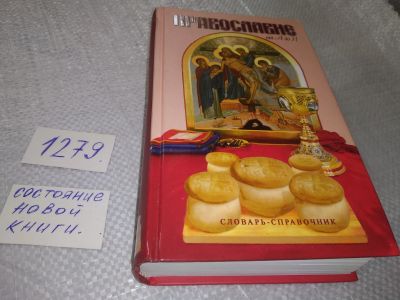 ПРАВОСЛАВИЕ
от А до Я
СЛОВАРЬ-СПРАВОЧНИК
1279
состояние
новой
книги.